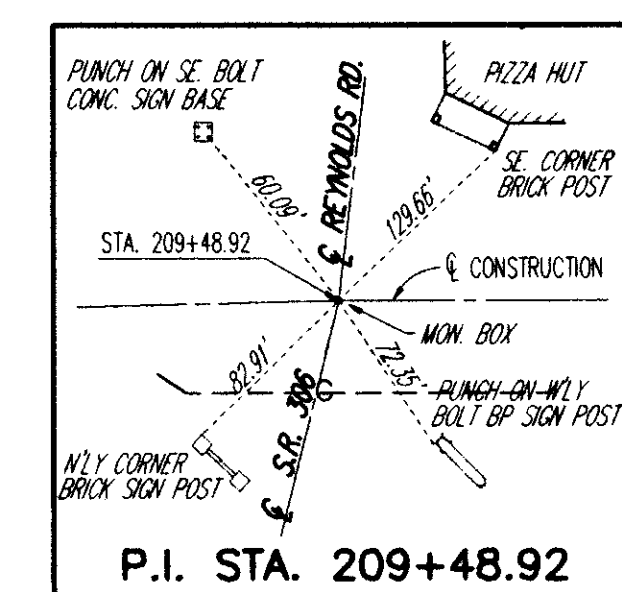 PUNCH ON SE. BOLT
CONC. SIGN BASE
PIZZA HUT
℄ REYNOLDS RD.
SE. CORNER
BRICK POST
60.09'
129.66'
STA. 209+48.92
℄ CONSTRUCTION
MON. BOX
82.91'
72.35'
PUNCH ON W'LY
BOLT BP SIGN POST
℄ S.R. 306
N'LY CORNER
BRICK SIGN POST
P.I. STA. 209+48.92